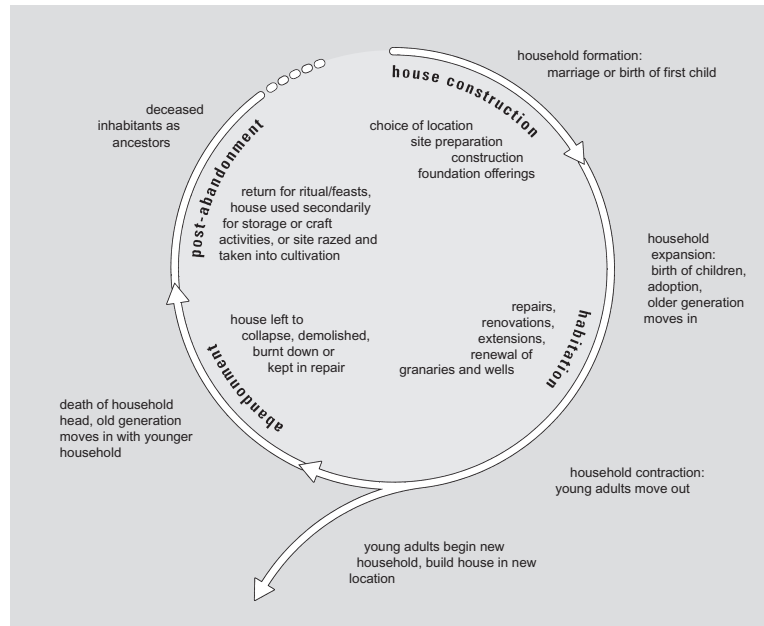 household formation:
marriage or birth of first child
house construction
choice of location
site preparation
construction
foundation offerings
household
expansion:
birth of children,
adoption,
older generation
moves in
habitation
repairs,
renovations,
extensions,
renewal of
granaries and wells
household contraction:
young adults move out
young adults begin new
household, build house in new
location
abandonment
house left to
collapse, demolished,
burnt down or
kept in repair
death of household
head, old generation
moves in with younger
household
post-abandonment
return for ritual/feasts,
house used secondarily
for storage or craft
activities, or site razed and
taken into cultivation
deceased
inhabitants as
ancestors